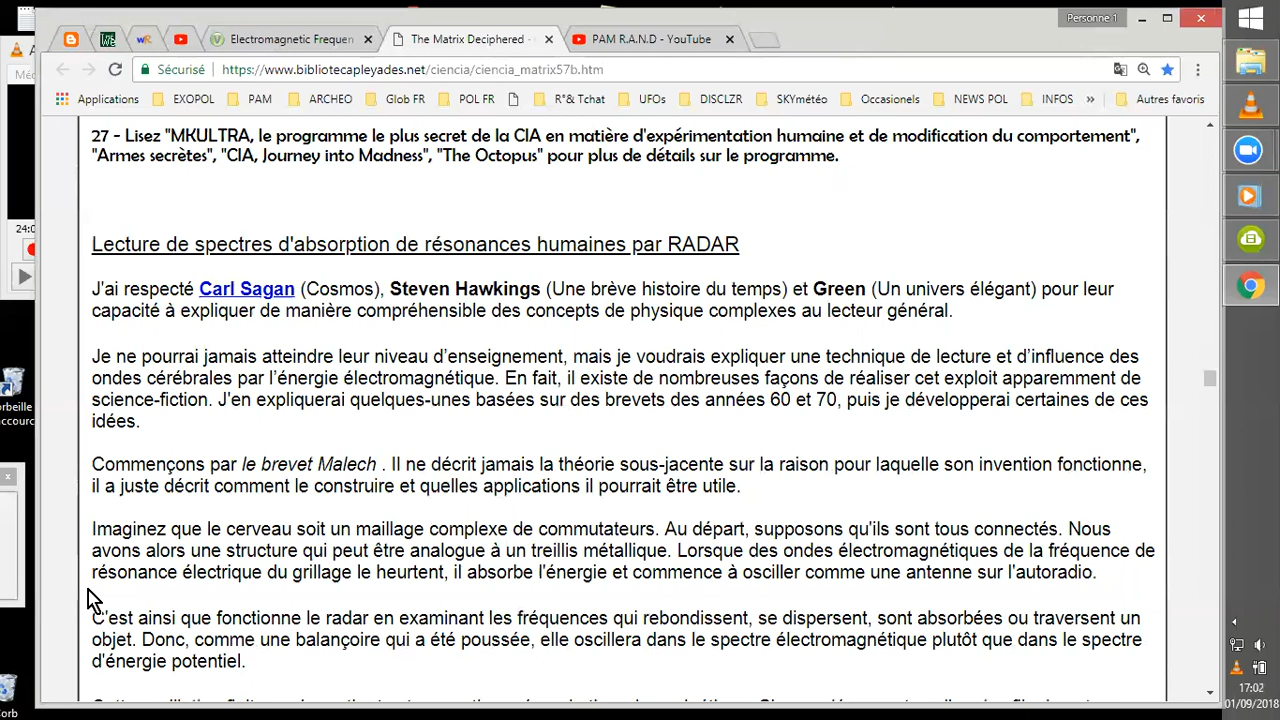 Personne 1
Electromagnetic Frequen
The Matrix Deciphered -
PAM R.A.N.D - YouTube
Sécurisé
https://www.bibliotecapleyades.net/ciencia/ciencia_matrix57b.htm
Applications EXOPOL PAM ARCHEO Glob FR POL FR R°& Tchat UFOs DISCLZR SKYmétéo Occasionels NEWS POL INFOS » Autres favoris
27 - Lisez "MKULTRA, le programme le plus secret de la CIA en matière d'expérimentation humaine et de modification du comportement",
"Armes secrètes", "CIA, Journey into Madness", "The Octopus" pour plus de détails sur le programme.
Lecture de spectres d'absorption de résonances humaines par RADAR
J'ai respecté Carl Sagan (Cosmos), Steven Hawkings (Une brève histoire du temps) et Green (Un univers élégant) pour leur
capacité à expliquer de manière compréhensible des concepts de physique complexes au lecteur général.
Je ne pourrai jamais atteindre leur niveau d’enseignement, mais je voudrais expliquer une technique de lecture et d’influence des
ondes cérébrales par l’énergie électromagnétique. En fait, il existe de nombreuses façons de réaliser cet exploit apparemment de
science-fiction. J'en expliquerai quelques-unes basées sur des brevets des années 60 et 70, puis je développerai certaines de ces
idées.
Commençons par le brevet Malech . Il ne décrit jamais la théorie sous-jacente sur la raison pour laquelle son invention fonctionne,
il a juste décrit comment le construire et quelles applications il pourrait être utile.
Imaginez que le cerveau soit un maillage complexe de commutateurs. Au départ, supposons qu'ils sont tous connectés. Nous
avons alors une structure qui peut être analogue à un treillis métallique. Lorsque des ondes électromagnétiques de la fréquence de
résonance électrique du grillage le heurtent, il absorbe l'énergie et commence à osciller comme une antenne sur l'autoradio.
C'est ainsi que fonctionne le radar en examinant les fréquences qui rebondissent, se dispersent, sont absorbées ou traversent un
objet. Donc, comme une balançoire qui a été poussée, elle oscillera dans le spectre électromagnétique plutôt que dans le spectre
d'énergie potentiel.
24:0
orbeille
accourc
Corb
17:02
01/09/2018